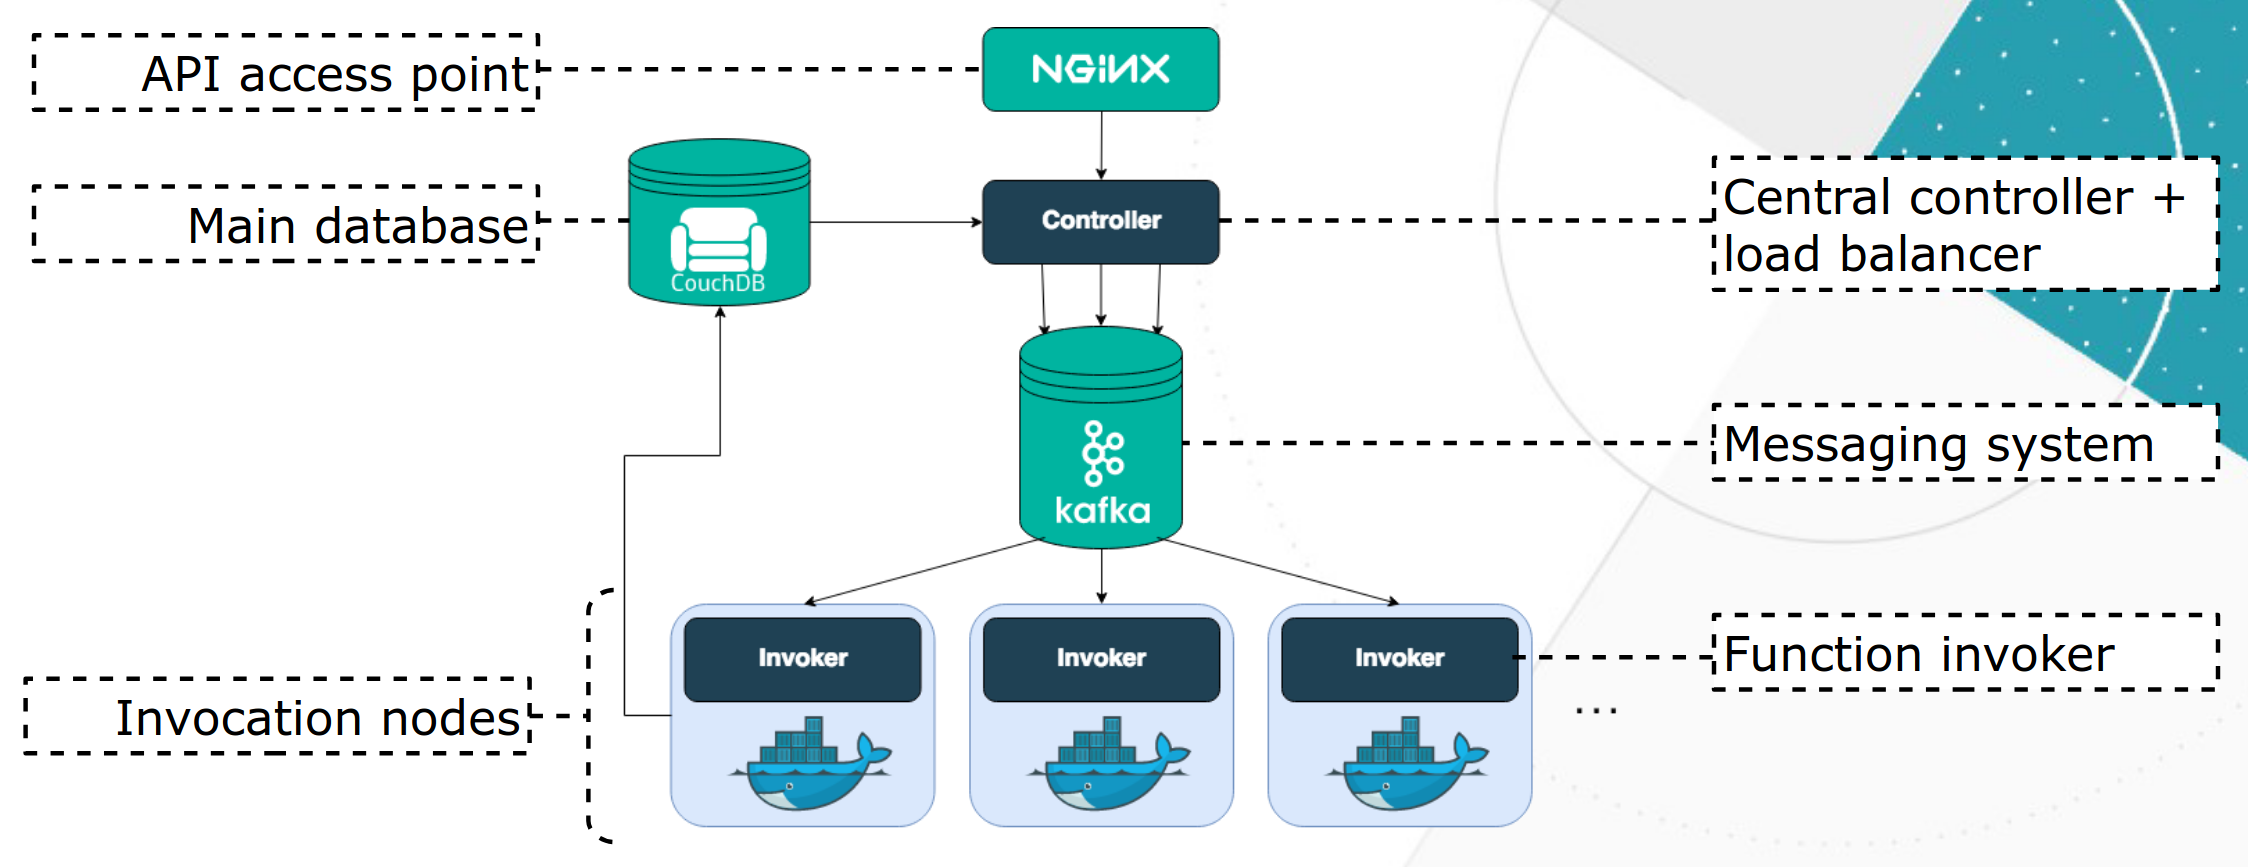 API access point
NGINX
Main database
CouchDB
Controller
Central controller +
load balancer
kafka
Messaging system
Invoker
Invoker
Invoker
Function invoker
...
Invocation nodes